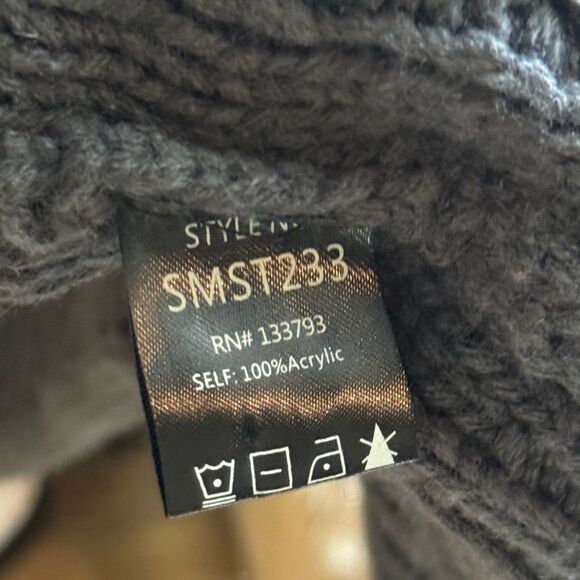 STYLE N
SMST233
RN# 133793
SELF: 100%Acrylic